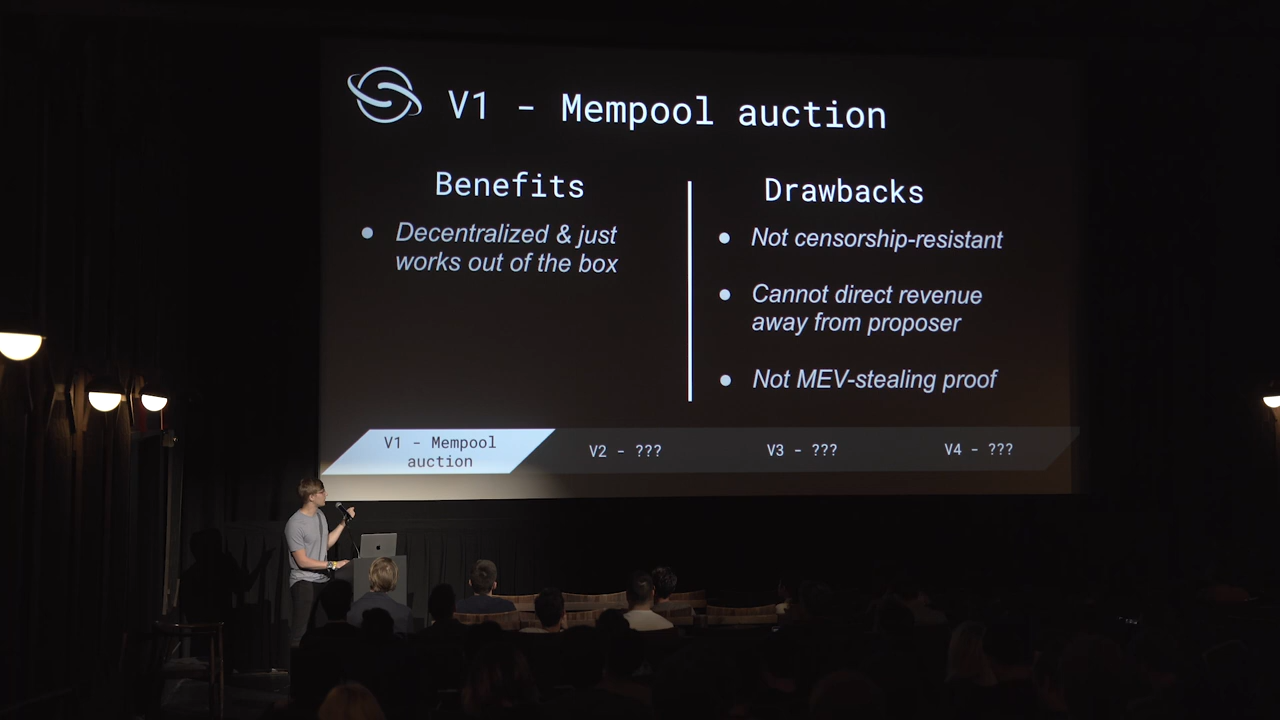 V1 - Mempool auction
Benefits
• Decentralized & just
works out of the box
Drawbacks
• Not censorship-resistant
• Cannot direct revenue
away from proposer
• Not MEV-stealing proof
V1 - Mempool
auction
V2 - ???
V3 - ???
V4 - ???